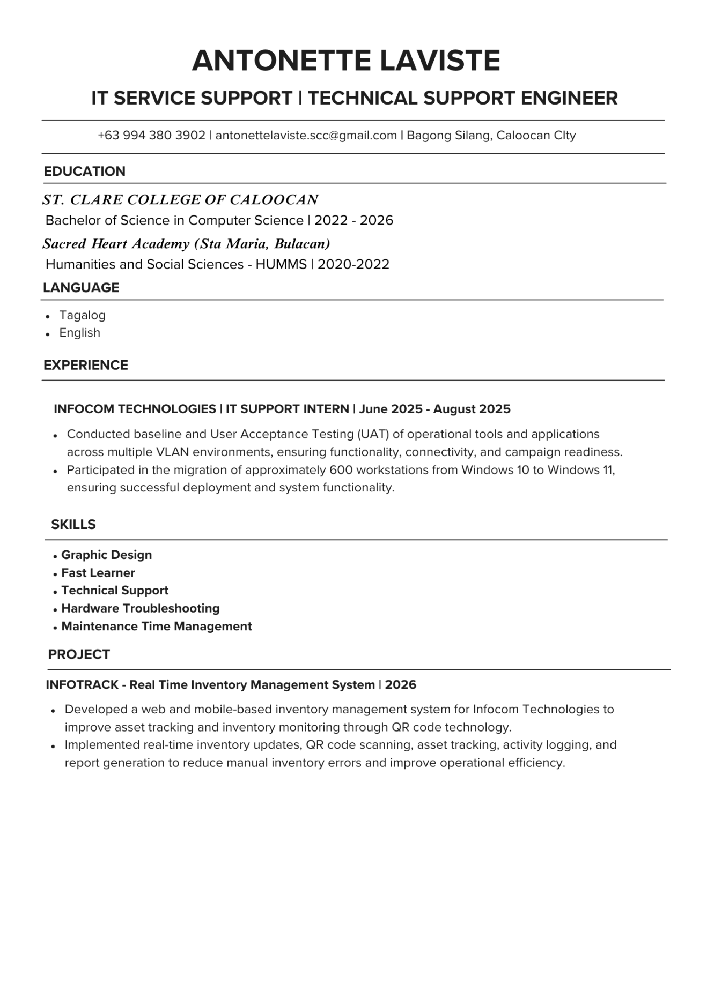 ANTONETTE LAVISTE
IT SERVICE SUPPORT | TECHNICAL SUPPORT ENGINEER
+63 994 380 3902 | antonettelaviste.scc@gmail.com | Bagong Silang, Caloocan CIty
EDUCATION
ST. CLARE COLLEGE OF CALOOCAN
Bachelor of Science in Computer Science | 2022 - 2026
Sacred Heart Academy (Sta Maria, Bulacan)
Humanities and Social Sciences - HUMMS | 2020-2022
LANGUAGE
• Tagalog
• English
EXPERIENCE
INFOCOM TECHNOLOGIES | IT SUPPORT INTERN | June 2025 - August 2025
• Conducted baseline and User Acceptance Testing (UAT) of operational tools and applications
across multiple VLAN environments, ensuring functionality, connectivity, and campaign readiness.
• Participated in the migration of approximately 600 workstations from Windows 10 to Windows 11,
ensuring successful deployment and system functionality.
SKILLS
• Graphic Design
• Fast Learner
• Technical Support
• Hardware Troubleshooting
• Maintenance Time Management
PROJECT
INFOTRACK - Real Time Inventory Management System | 2026
• Developed a web and mobile-based inventory management system for Infocom Technologies to
improve asset tracking and inventory monitoring through QR code technology.
• Implemented real-time inventory updates, QR code scanning, asset tracking, activity logging, and
report generation to reduce manual inventory errors and improve operational efficiency.